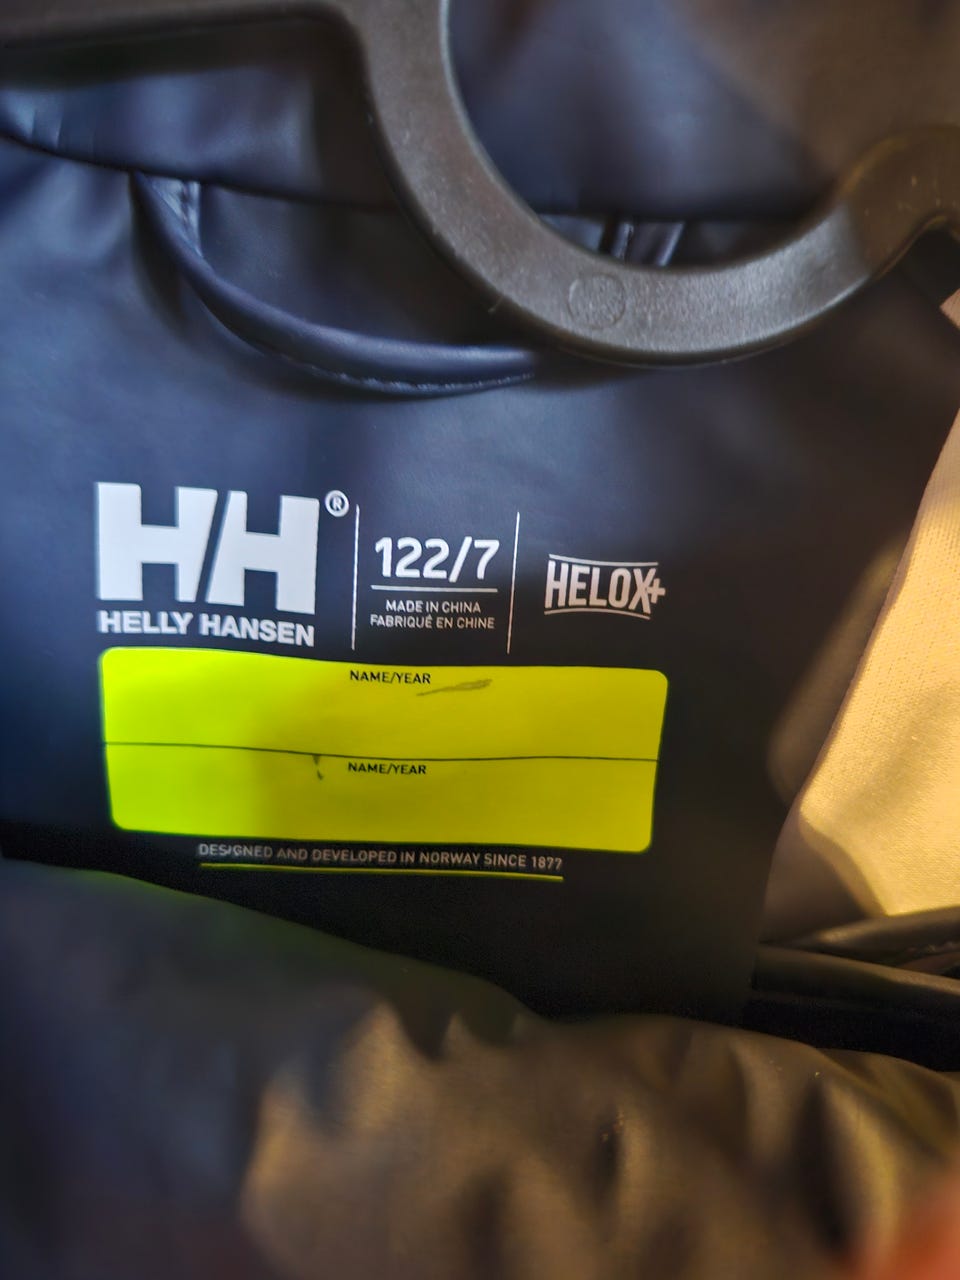 HH®
HELLY HANSEN
122/7
MADE IN CHINA
FABRIQUÉ EN CHINE
HELOX+
NAME/YEAR
NAME/YEAR
DESIGNED AND DEVELOPED IN NORWAY SINCE 1877